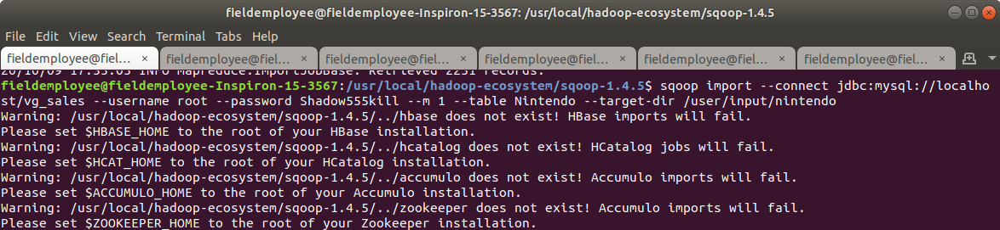 fieldemployee@fieldemployee-Inspiron-15-3567: /usr/local/hadoop-ecosystem/sqoop-1.4.5
File Edit View Search Terminal Tabs Help
fieldemployee@fiel... × fieldemployee@fiel... × fieldemployee@fiel... × fieldemployee@fiel... × fieldemployee@fiel... × fieldemployee@fiel... ×
20/10/09 17:55:05 INFO mapreduce.ImportJobBase: Retrieved 2251 records.
fieldemployee@fieldemployee-Inspiron-15-3567:/usr/local/hadoop-ecosystem/sqoop-1.4.5$ sqoop import --connect jdbc:mysql://localho
st/vg_sales --username root --password Shadow555kill --m 1 --table Nintendo --target-dir /user/input/nintendo
Warning: /usr/local/hadoop-ecosystem/sqoop-1.4.5/../hbase does not exist! HBase imports will fail.
Please set $HBASE_HOME to the root of your HBase installation.
Warning: /usr/local/hadoop-ecosystem/sqoop-1.4.5/../hcatalog does not exist! HCatalog jobs will fail.
Please set $HCAT_HOME to the root of your HCatalog installation.
Warning: /usr/local/hadoop-ecosystem/sqoop-1.4.5/../accumulo does not exist! Accumulo imports will fail.
Please set $ACCUMULO_HOME to the root of your Accumulo installation.
Warning: /usr/local/hadoop-ecosystem/sqoop-1.4.5/../zookeeper does not exist! Accumulo imports will fail.
Please set $ZOOKEEPER_HOME to the root of your Zookeeper installation.